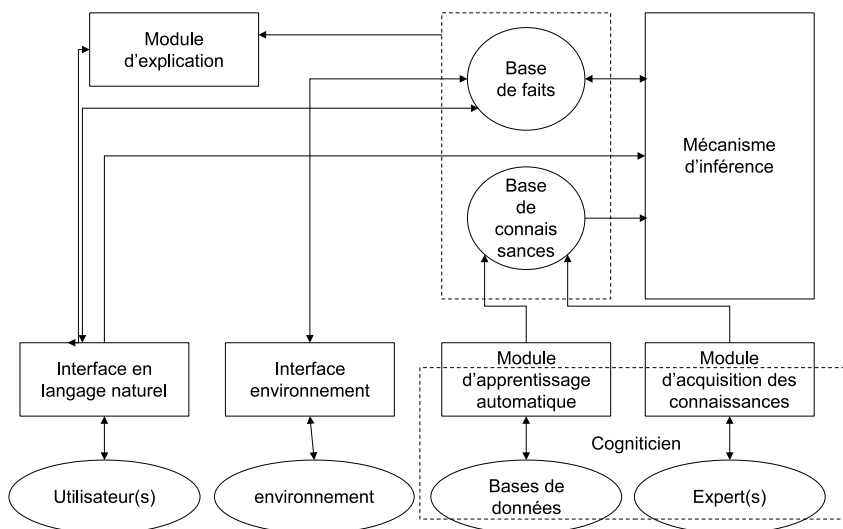 Module
d'explication
Base
de faits
Mécanisme
d'inférence
Base
de
connais
sances
Interface en
langage naturel
Interface
environnement
Module
d'apprentissage
automatique
Module
d'acquisition des
connaissances
Cogniticien
Utilisateur(s)
environnement
Bases de
données
Expert(s)